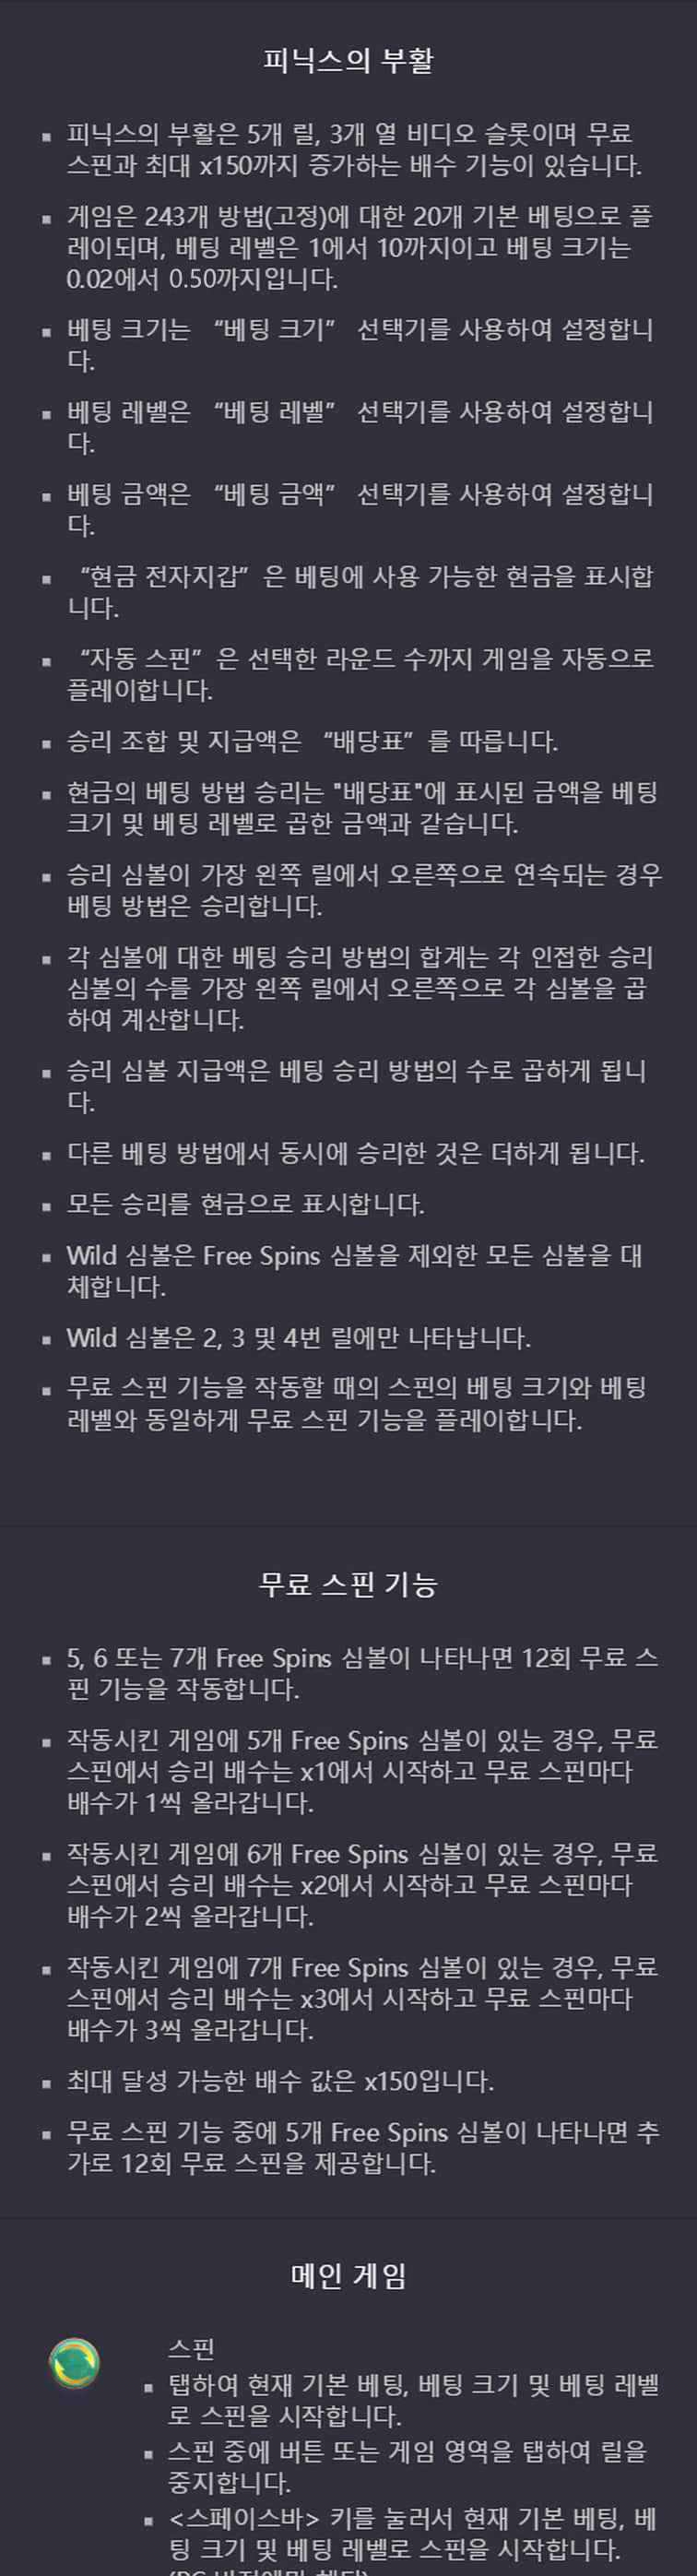 피닉스의 부활
▪ 피닉스의 부활은 5개 릴, 3개 열 비디오 슬롯이며 무료
스핀과 최대 x150까지 증가하는 배수 기능이 있습니다.
▪ 게임은 243개 방법(고정)에 대한 20개 기본 베팅으로 플
레이되며, 베팅 레벨은 1에서 10까지이고 베팅 크기는
0.02에서 0.50까지입니다.
▪ 베팅 크기는 “베팅 크기” 선택기를 사용하여 설정합니
다.
▪ 베팅 레벨은 “베팅 레벨” 선택기를 사용하여 설정합니
다.
▪ 베팅 금액은 “베팅 금액” 선택기를 사용하여 설정합니
다.
▪ “현금 전자지갑”은 베팅에 사용 가능한 현금을 표시합
니다.
▪ “자동 스핀”은 선택한 라운드 수까지 게임을 자동으로
플레이합니다.
▪ 승리 조합 및 지급액은 “배당표”를 따릅니다.
▪ 현금의 베팅 방법 승리는 "배당표"에 표시된 금액을 베팅
크기 및 베팅 레벨로 곱한 금액과 같습니다.
▪ 승리 심볼이 가장 왼쪽 릴에서 오른쪽으로 연속되는 경우
베팅 방법은 승리합니다.
▪ 각 심볼에 대한 베팅 승리 방법의 합계는 각 인접한 승리
심볼의 수를 가장 왼쪽 릴에서 오른쪽으로 각 심볼을 곱
하여 계산합니다.
▪ 승리 심볼 지급액은 베팅 승리 방법의 수로 곱하게 됩니
다.
▪ 다른 베팅 방법에서 동시에 승리한 것은 더하게 됩니다.
▪ 모든 승리를 현금으로 표시합니다.
▪ Wild 심볼은 Free Spins 심볼을 제외한 모든 심볼을 대
체합니다.
▪ Wild 심볼은 2, 3 및 4번 릴에만 나타납니다.
▪ 무료 스핀 기능을 작동할 때의 스핀의 베팅 크기와 베팅
레벨와 동일하게 무료 스핀 기능을 플레이합니다.
무료 스핀 기능
▪ 5, 6 또는 7개 Free Spins 심볼이 나타나면 12회 무료 스
핀 기능을 작동합니다.
▪ 작동시킨 게임에 5개 Free Spins 심볼이 있는 경우, 무료
스핀에서 승리 배수는 x1에서 시작하고 무료 스핀마다
배수가 1씩 올라갑니다.
▪ 작동시킨 게임에 6개 Free Spins 심볼이 있는 경우, 무료
스핀에서 승리 배수는 x2에서 시작하고 무료 스핀마다
배수가 2씩 올라갑니다.
▪ 작동시킨 게임에 7개 Free Spins 심볼이 있는 경우, 무료
스핀에서 승리 배수는 x3에서 시작하고 무료 스핀마다
배수가 3씩 올라갑니다.
▪ 최대 달성 가능한 배수 값은 x150입니다.
▪ 무료 스핀 기능 중에 5개 Free Spins 심볼이 나타나면 추
가로 12회 무료 스핀을 제공합니다.
메인 게임
스핀
▪ 탭하여 현재 기본 베팅, 베팅 크기 및 베팅 레벨
로 스핀을 시작합니다.
▪ 스핀 중에 버튼 또는 게임 영역을 탭하여 릴을
중지합니다.
▪ <스페이스바> 키를 눌러서 현재 기본 베팅, 베
팅 크기 및 베팅 레벨로 스핀을 시작합니다.